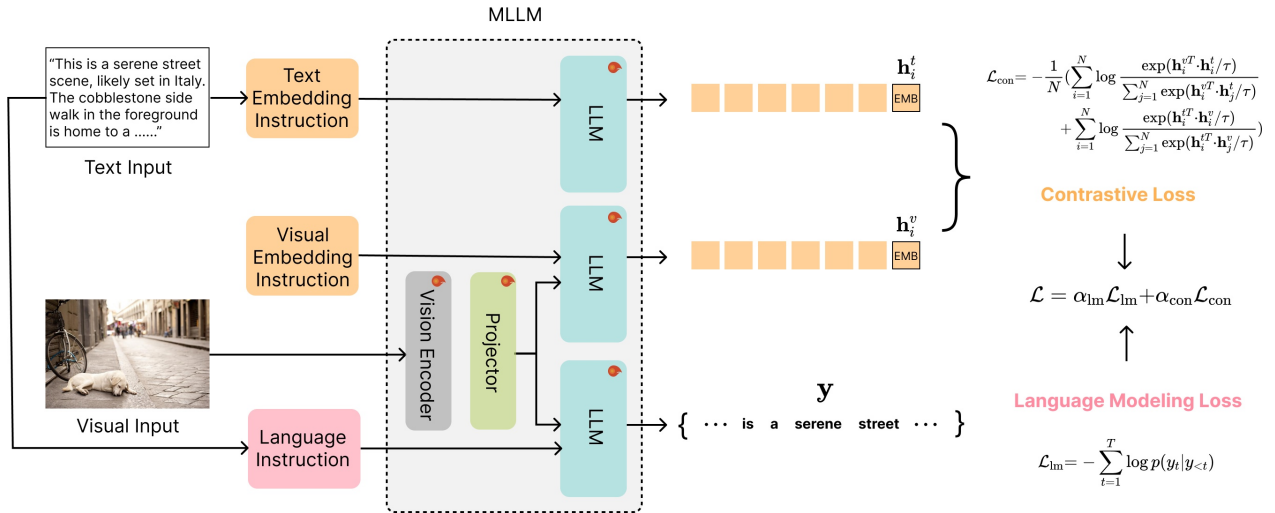 MLLM
“This is a serene street
scene, likely set in Italy.
The cobblestone side
walk in the foreground
is home to a ......”
Text Input
Text
Embedding
Instruction
LLM
h_i^t
EMB
L_con = -1/N (∑_{i=1}^N log exp(h_i^{vT}·h_i^t/τ) / ∑_{j=1}^N exp(h_i^{vT}·h_j^t/τ)
+ ∑_{i=1}^N log exp(h_i^{tT}·h_i^v/τ) / ∑_{j=1}^N exp(h_i^{tT}·h_j^v/τ))
Contrastive Loss
Visual
Embedding
Instruction
LLM
h_i^v
EMB
Vision Encoder
Projector
L = α_lm L_lm + α_con L_con
Visual Input
Language
Instruction
LLM
y
{ ··· is a serene street ··· }
Language Modeling Loss
L_lm = -∑_{t=1}^T log p(y_t|y_{<t})